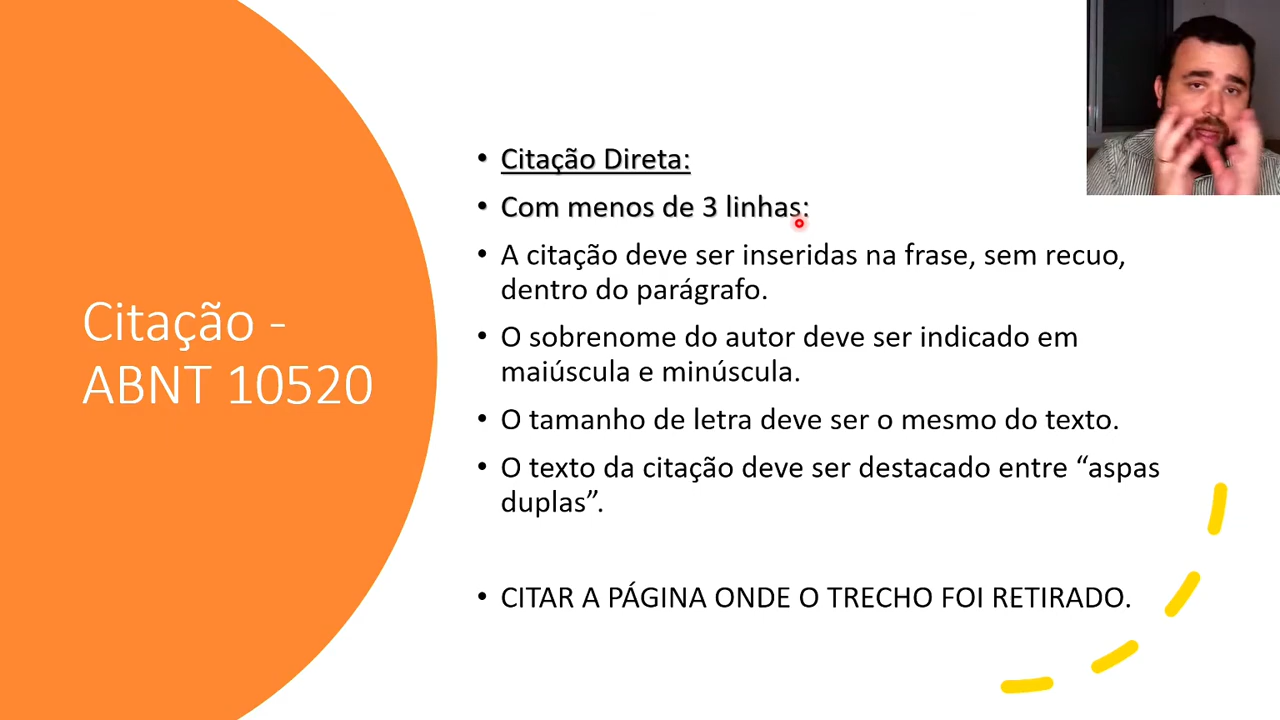 Citação -
ABNT 10520
• Citação Direta:
• Com menos de 3 linhas:
• A citação deve ser inseridas na frase, sem recuo,
dentro do parágrafo.
• O sobrenome do autor deve ser indicado em
maiúscula e minúscula.
• O tamanho de letra deve ser o mesmo do texto.
• O texto da citação deve ser destacado entre “aspas
duplas”.
• CITAR A PÁGINA ONDE O TRECHO FOI RETIRADO.